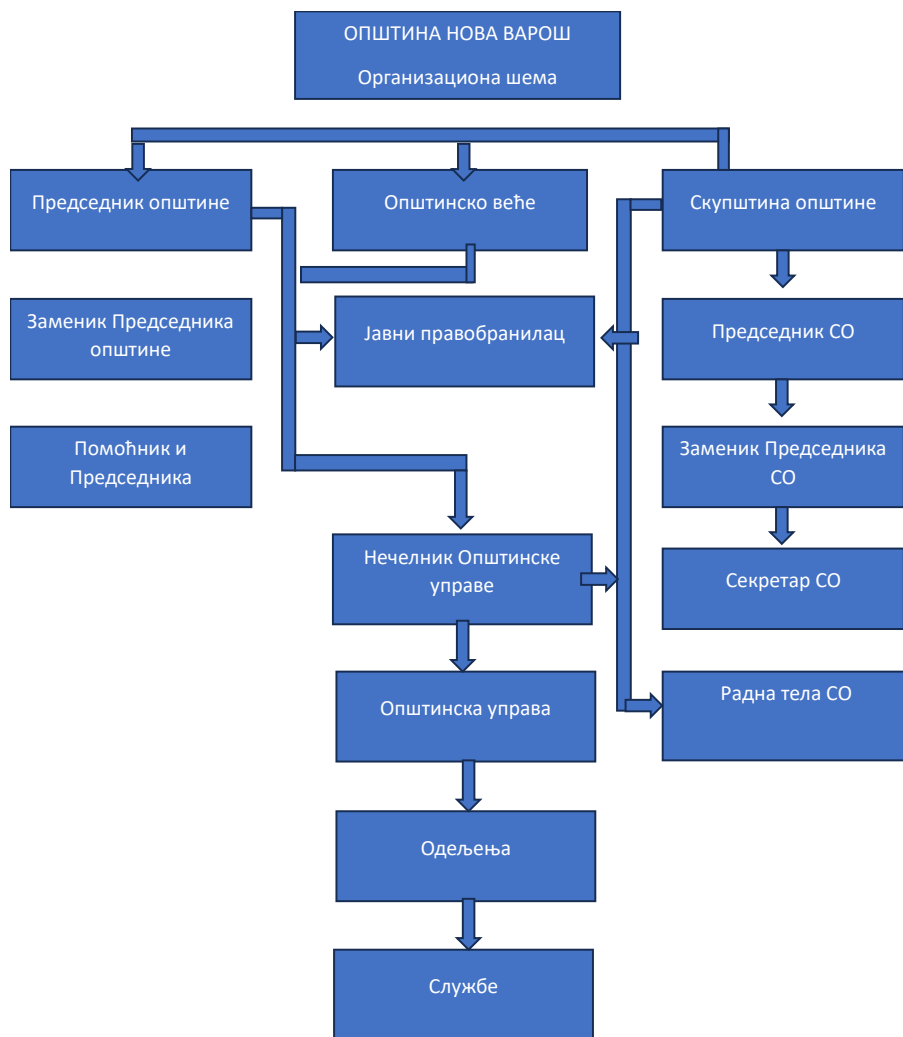 ОПШТИНА НОВА ВАРОШ
Организациона шема
Председник општине
Општинско веће
Скупштина општине
Заменик Председника
општине
Јавни правобранилац
Председник СО
Помоћник и
Председника
Заменик Председника
СО
Нечелник Општинске
управе
Секретар СО
Општинска управа
Радна тела СО
Одељења
Службе